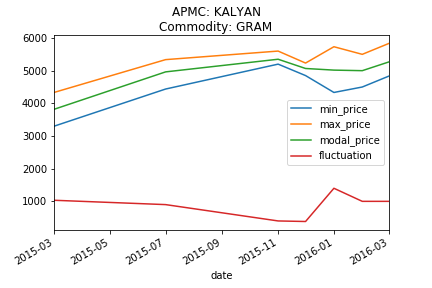 APMC: KALYAN
Commodity: GRAM
6000
5000
4000
3000
2000
1000
min_price
max_price
modal_price
fluctuation
2015-03
2015-05
2015-07
2015-09
2015-11
2016-01
2016-03
date